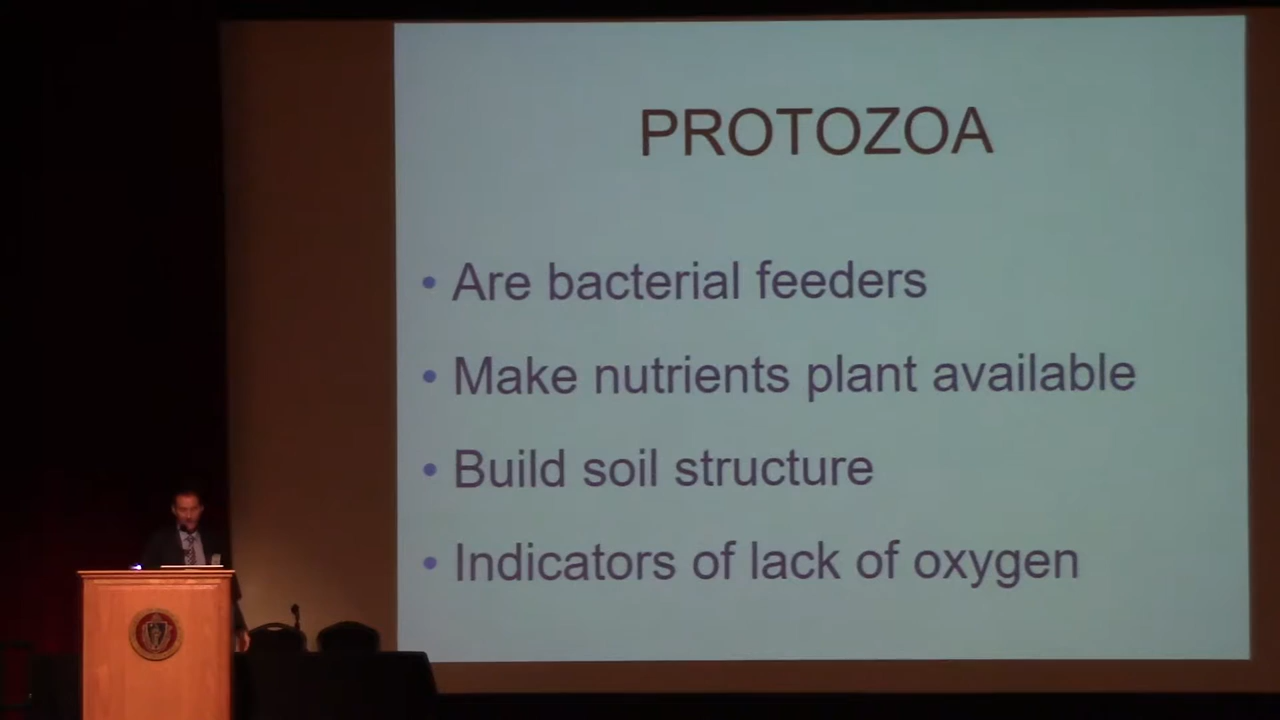 PROTOZOA
• Are bacterial feeders
• Make nutrients plant available
• Build soil structure
• Indicators of lack of oxygen